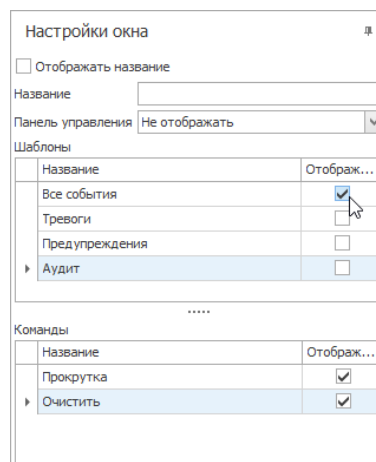 Настройки окна
Отображать название
Название
Панель управления Не отображать
Шаблоны
Название Отображ...
Все события
Тревоги
Предупреждения
Аудит
Команды
Название Отображ...
Прокрутка
Очистить